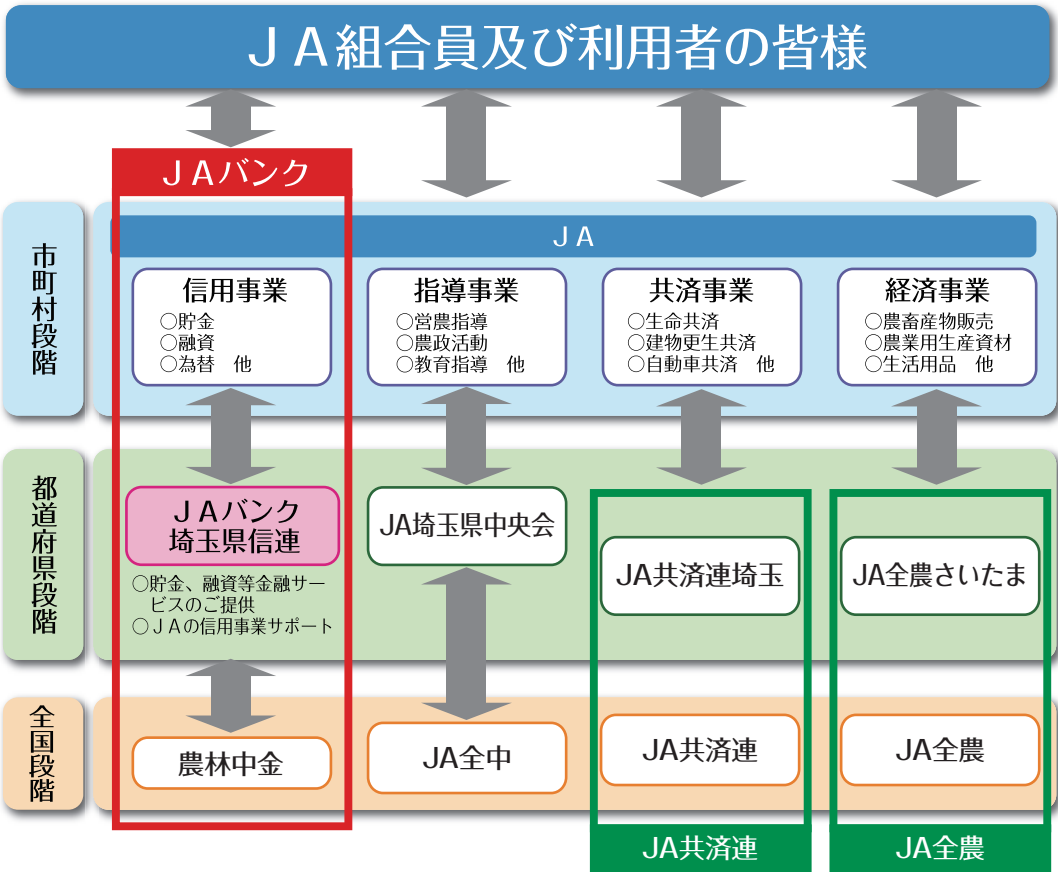 ＪＡ組合員及び利用者の皆様
ＪＡバンク
市町村段階
ＪＡ
信用事業
○貯金
○融資
○為替　他
指導事業
○営農指導
○農政活動
○教育指導　他
共済事業
○生命共済
○建物更生共済
○自動車共済　他
経済事業
○農畜産物販売
○農業用生産資材
○生活用品　他
都道府県段階
ＪＡバンク
埼玉県信連
○貯金、融資等金融サー
ビスのご提供
○ＪＡの信用事業サポート
JA埼玉県中央会
JA共済連埼玉
JA全農さいたま
全国段階
農林中金
JA全中
JA共済連
JA全農
JA共済連
JA全農